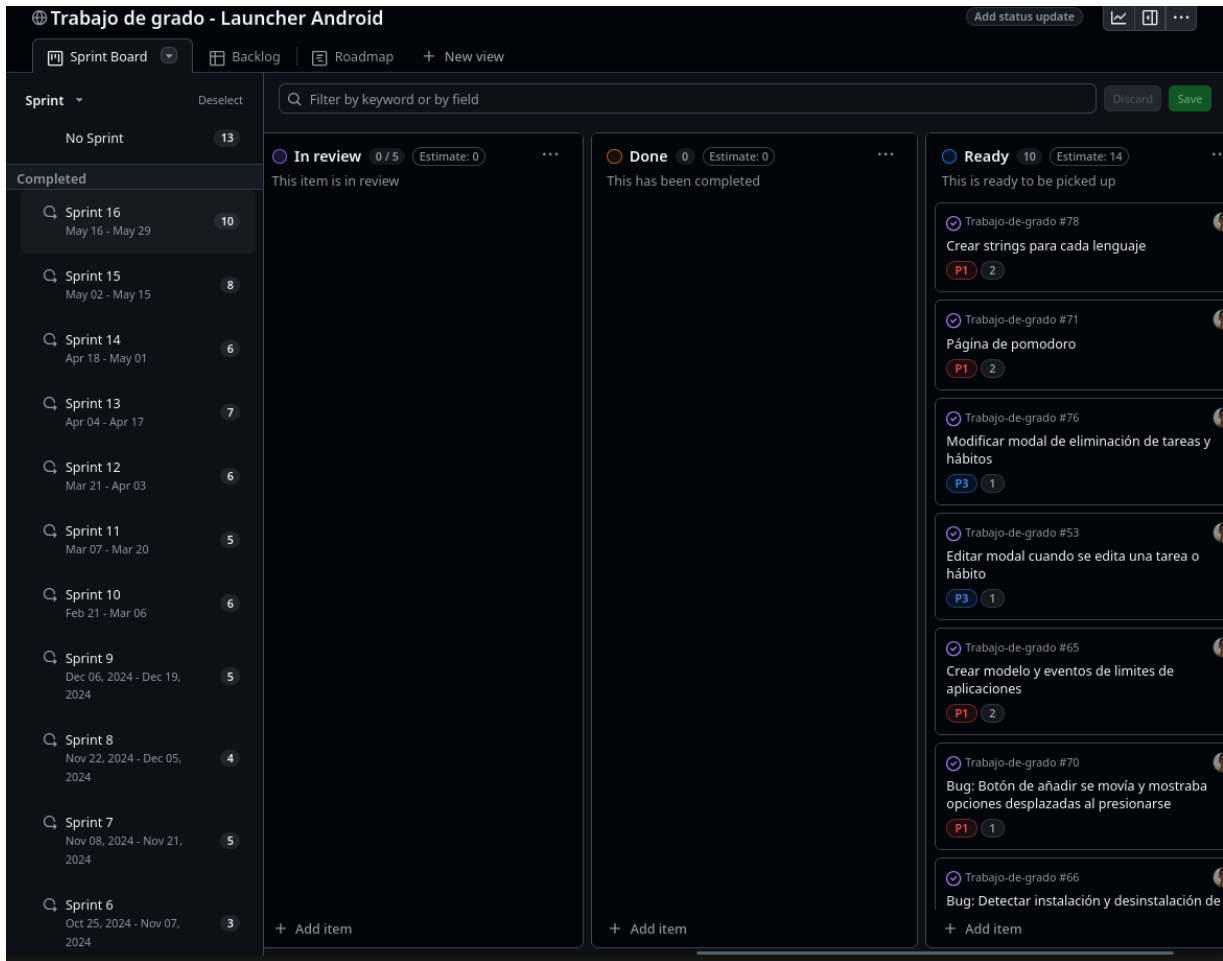 Trabajo de grado - Launcher Android
Add status update
Sprint Board
Backlog
Roadmap
+ New view
Sprint
Deselect
No Sprint
13
Completed
Sprint 16
May 16 - May 29
10
Sprint 15
May 02 - May 15
8
Sprint 14
Apr 18 - May 01
6
Sprint 13
Apr 04 - Apr 17
7
Sprint 12
Mar 21 - Apr 03
6
Sprint 11
Mar 07 - Mar 20
5
Sprint 10
Feb 21 - Mar 06
6
Sprint 9
Dec 06, 2024 - Dec 19,
2024
5
Sprint 8
Nov 22, 2024 - Dec 05,
2024
4
Sprint 7
Nov 08, 2024 - Nov 21,
2024
5
Sprint 6
Oct 25, 2024 - Nov 07,
2024
3
Filter by keyword or by field
Discard
Save
In review 0 / 5 Estimate: 0
This item is in review
+ Add item
Done 0 Estimate: 0
This has been completed
+ Add item
Ready 10 Estimate: 14
This is ready to be picked up
Trabajo-de-grado #78
Crear strings para cada lenguaje
P1 2
Trabajo-de-grado #71
Página de pomodoro
P1 2
Trabajo-de-grado #76
Modificar modal de eliminación de tareas y
hábitos
P3 1
Trabajo-de-grado #53
Editar modal cuando se edita una tarea o
hábito
P3 1
Trabajo-de-grado #65
Crear modelo y eventos de limites de
aplicaciones
P1 2
Trabajo-de-grado #70
Bug: Botón de añadir se movía y mostraba
opciones desplazadas al presionarse
P1 1
Trabajo-de-grado #66
Bug: Detectar instalación y desinstalación de
+ Add item